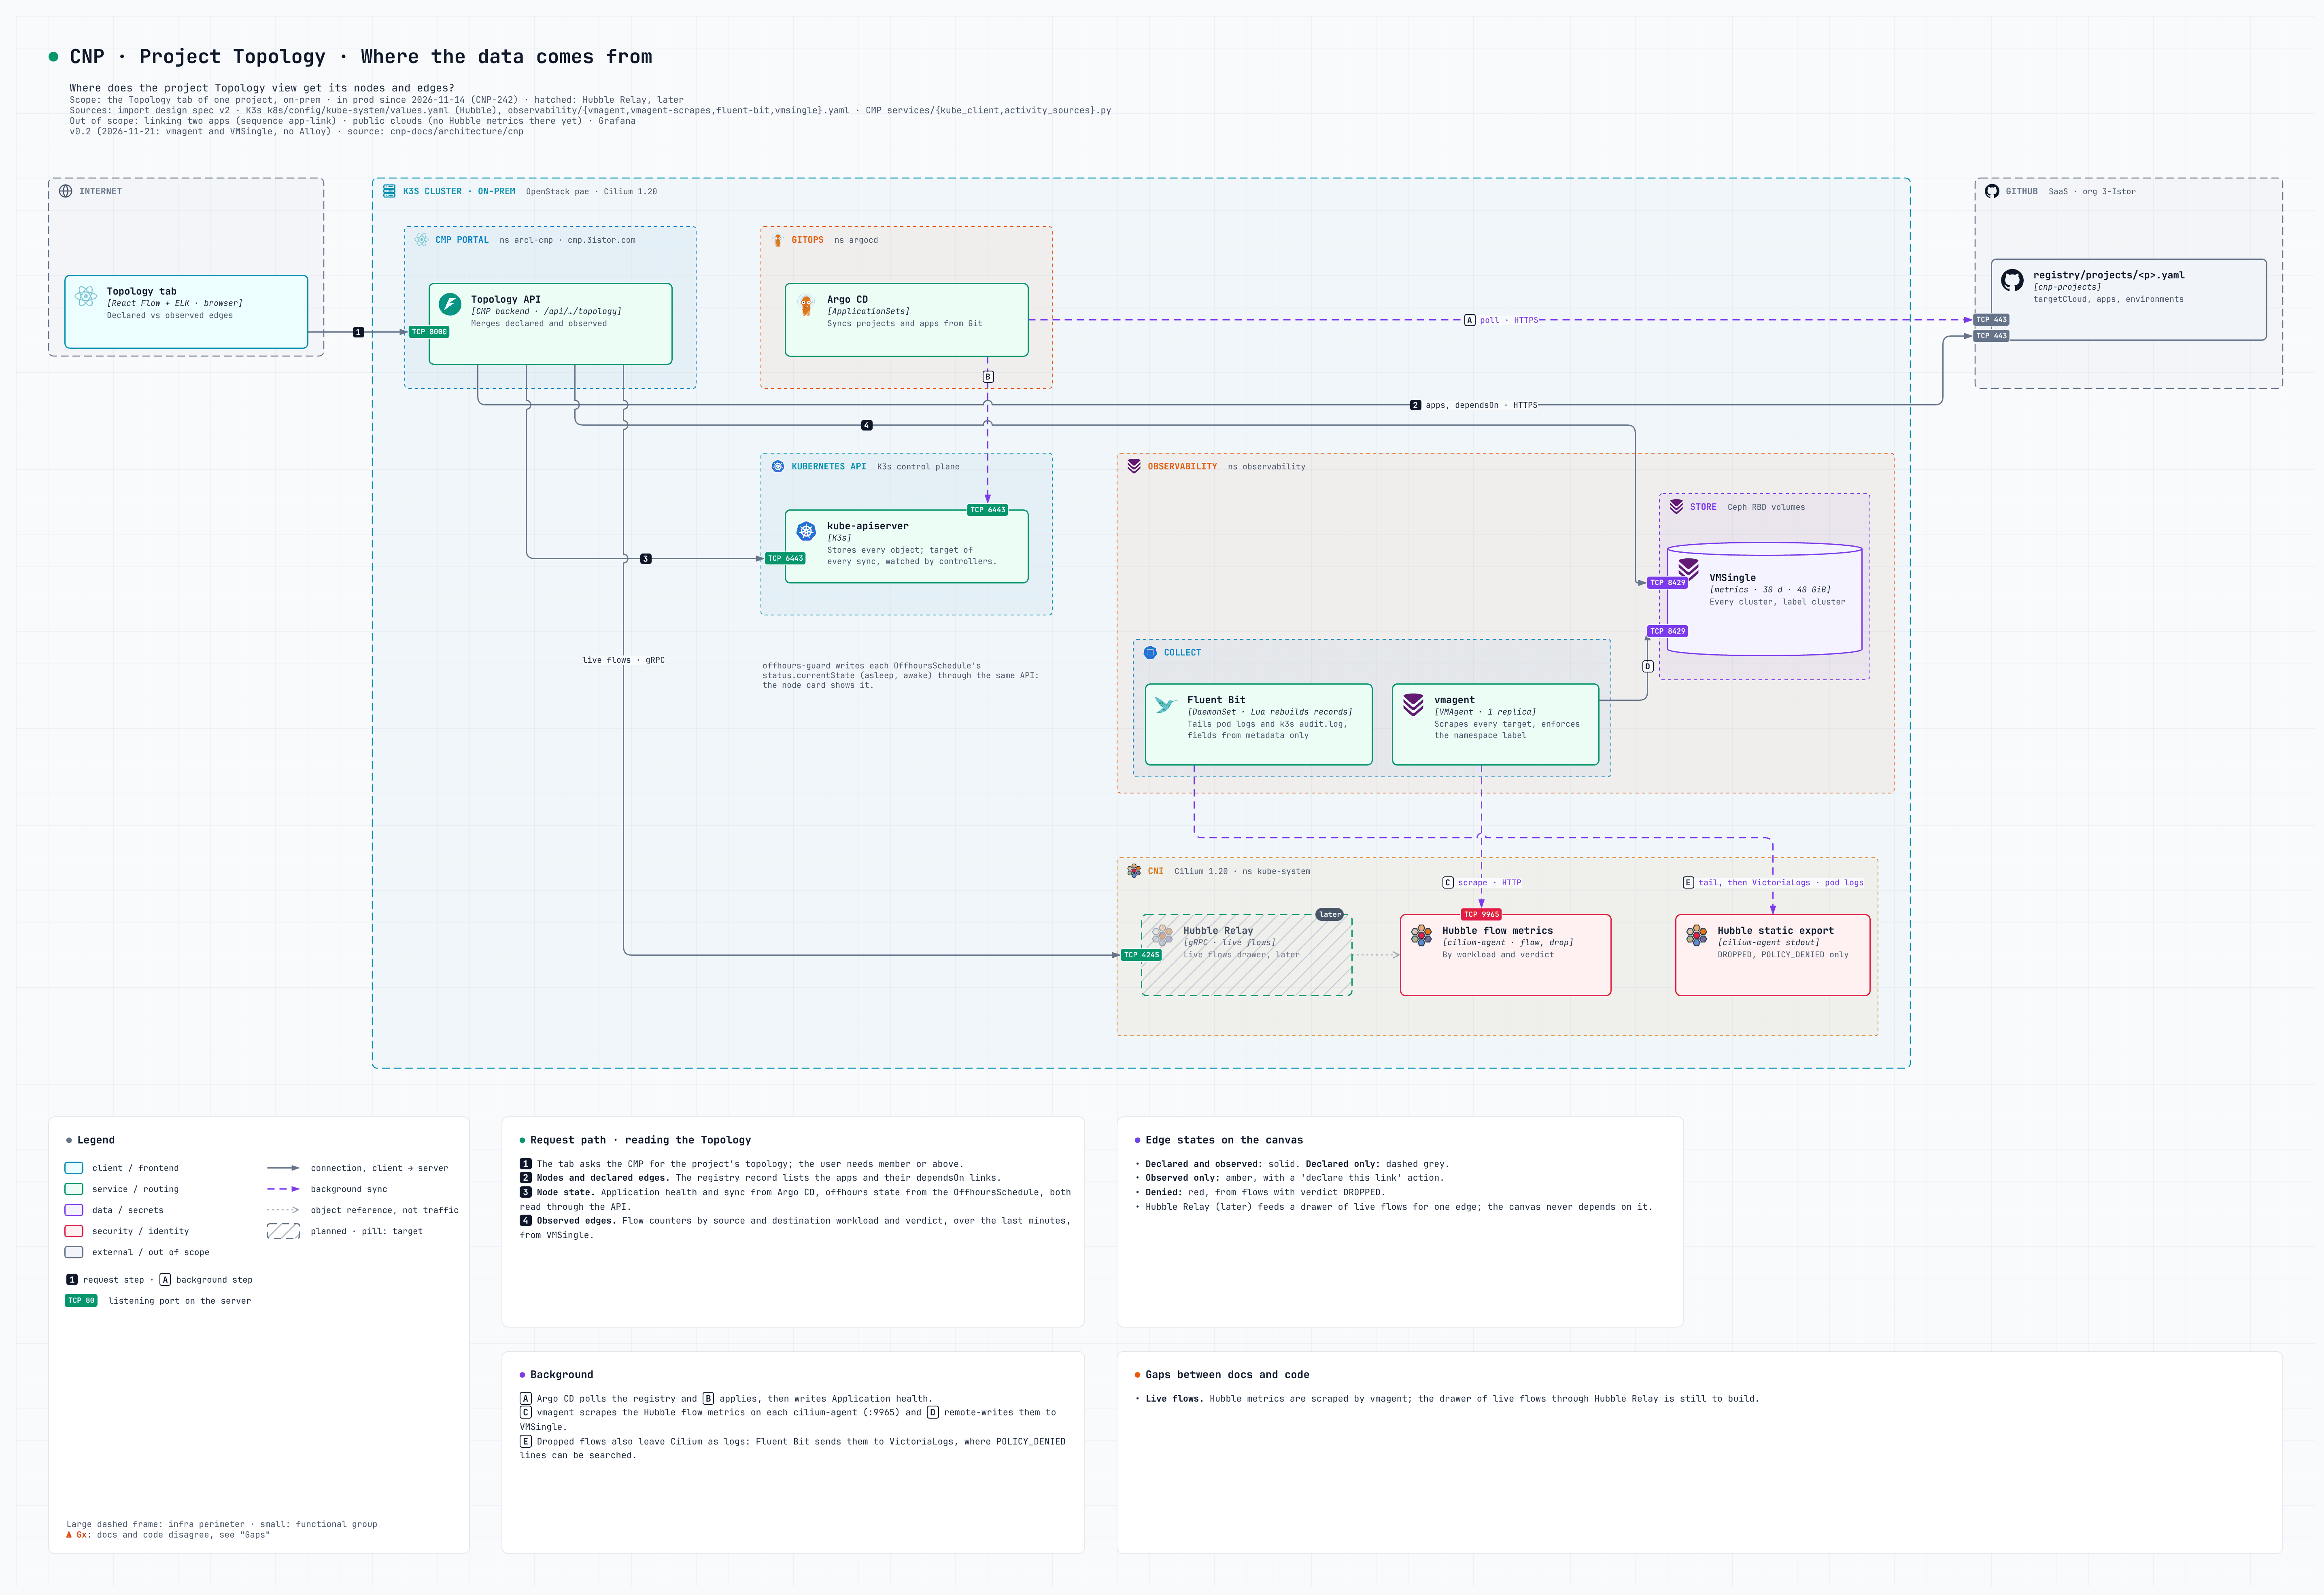 CNP · Project Topology · Where the data comes from
Where does the project Topology view get its nodes and edges?
Scope: the Topology tab of one project, on-prem · in prod since 2026-11-14 (CNP-242) · hatched: Hubble Relay, later
Sources: import design spec v2 · K3s k8s/config/kube-system/values.yaml (Hubble), observability/{vmagent,vmagent-scrapes,fluent-bit,vmsingle}.yaml · CMP services/{kube_client,activity_sources}.py
Out of scope: linking two apps (sequence app-link) · public clouds (no Hubble metrics there yet) · Grafana
v0.2 (2026-11-21: vmagent and VMSingle, no Alloy) · source: cnp-docs/architecture/cnp
INTERNET
Topology tab
[React Flow + ELK · browser]
Declared vs observed edges
1
K3S CLUSTER · ON-PREM OpenStack pae · Cilium 1.20
CMP PORTAL ns arcl-cmp · cmp.3istor.com
Topology API
[CMP backend · /api/…/topology]
Merges declared and observed
TCP 8000
GITOPS ns argocd
Argo CD
[ApplicationSets]
Syncs projects and apps from Git
A poll · HTTPS
B
GITHUB SaaS · org 3-Istor
registry/projects/<p>.yaml
[cnp-projects]
targetCloud, apps, environments
TCP 443
TCP 443
2 apps, dependsOn · HTTPS
4
KUBERNETES API K3s control plane
TCP 6443
kube-apiserver
[K3s]
Stores every object; target of
every sync, watched by controllers.
TCP 6443
3
live flows · gRPC
offhours-guard writes each OffhoursSchedule's
status.currentState (asleep, awake) through the same API:
the node card shows it.
OBSERVABILITY ns observability
STORE Ceph RBD volumes
VMSingle
[metrics · 30 d · 40 GiB]
Every cluster, label cluster
TCP 8429
TCP 8429
D
COLLECT
Fluent Bit
[DaemonSet · Lua rebuilds records]
Tails pod logs and k3s audit.log,
fields from metadata only
vmagent
[VMAgent · 1 replica]
Scrapes every target, enforces
the namespace label
CNI Cilium 1.20 · ns kube-system
C scrape · HTTP
E tail, then VictoriaLogs · pod logs
later
Hubble Relay
[gRPC · live flows]
Live flows drawer, later
TCP 4245
TCP 9965
Hubble flow metrics
[cilium-agent · flow, drop]
By workload and verdict
Hubble static export
[cilium-agent stdout]
DROPPED, POLICY_DENIED only
Legend
client / frontend
service / routing
data / secrets
security / identity
external / out of scope
connection, client → server
background sync
object reference, not traffic
planned · pill: target
1 request step · A background step
TCP 80 listening port on the server
Large dashed frame: infra perimeter · small: functional group
Gx: docs and code disagree, see "Gaps"
Request path · reading the Topology
1 The tab asks the CMP for the project's topology; the user needs member or above.
2 Nodes and declared edges. The registry record lists the apps and their dependsOn links.
3 Node state. Application health and sync from Argo CD, offhours state from the OffhoursSchedule, both
read through the API.
4 Observed edges. Flow counters by source and destination workload and verdict, over the last minutes,
from VMSingle.
Edge states on the canvas
• Declared and observed: solid. Declared only: dashed grey.
• Observed only: amber, with a 'declare this link' action.
• Denied: red, from flows with verdict DROPPED.
• Hubble Relay (later) feeds a drawer of live flows for one edge; the canvas never depends on it.
Background
A Argo CD polls the registry and B applies, then writes Application health.
C vmagent scrapes the Hubble flow metrics on each cilium-agent (:9965) and D remote-writes them to
VMSingle.
E Dropped flows also leave Cilium as logs: Fluent Bit sends them to VictoriaLogs, where POLICY_DENIED
lines can be searched.
Gaps between docs and code
• Live flows. Hubble metrics are scraped by vmagent; the drawer of live flows through Hubble Relay is still to build.